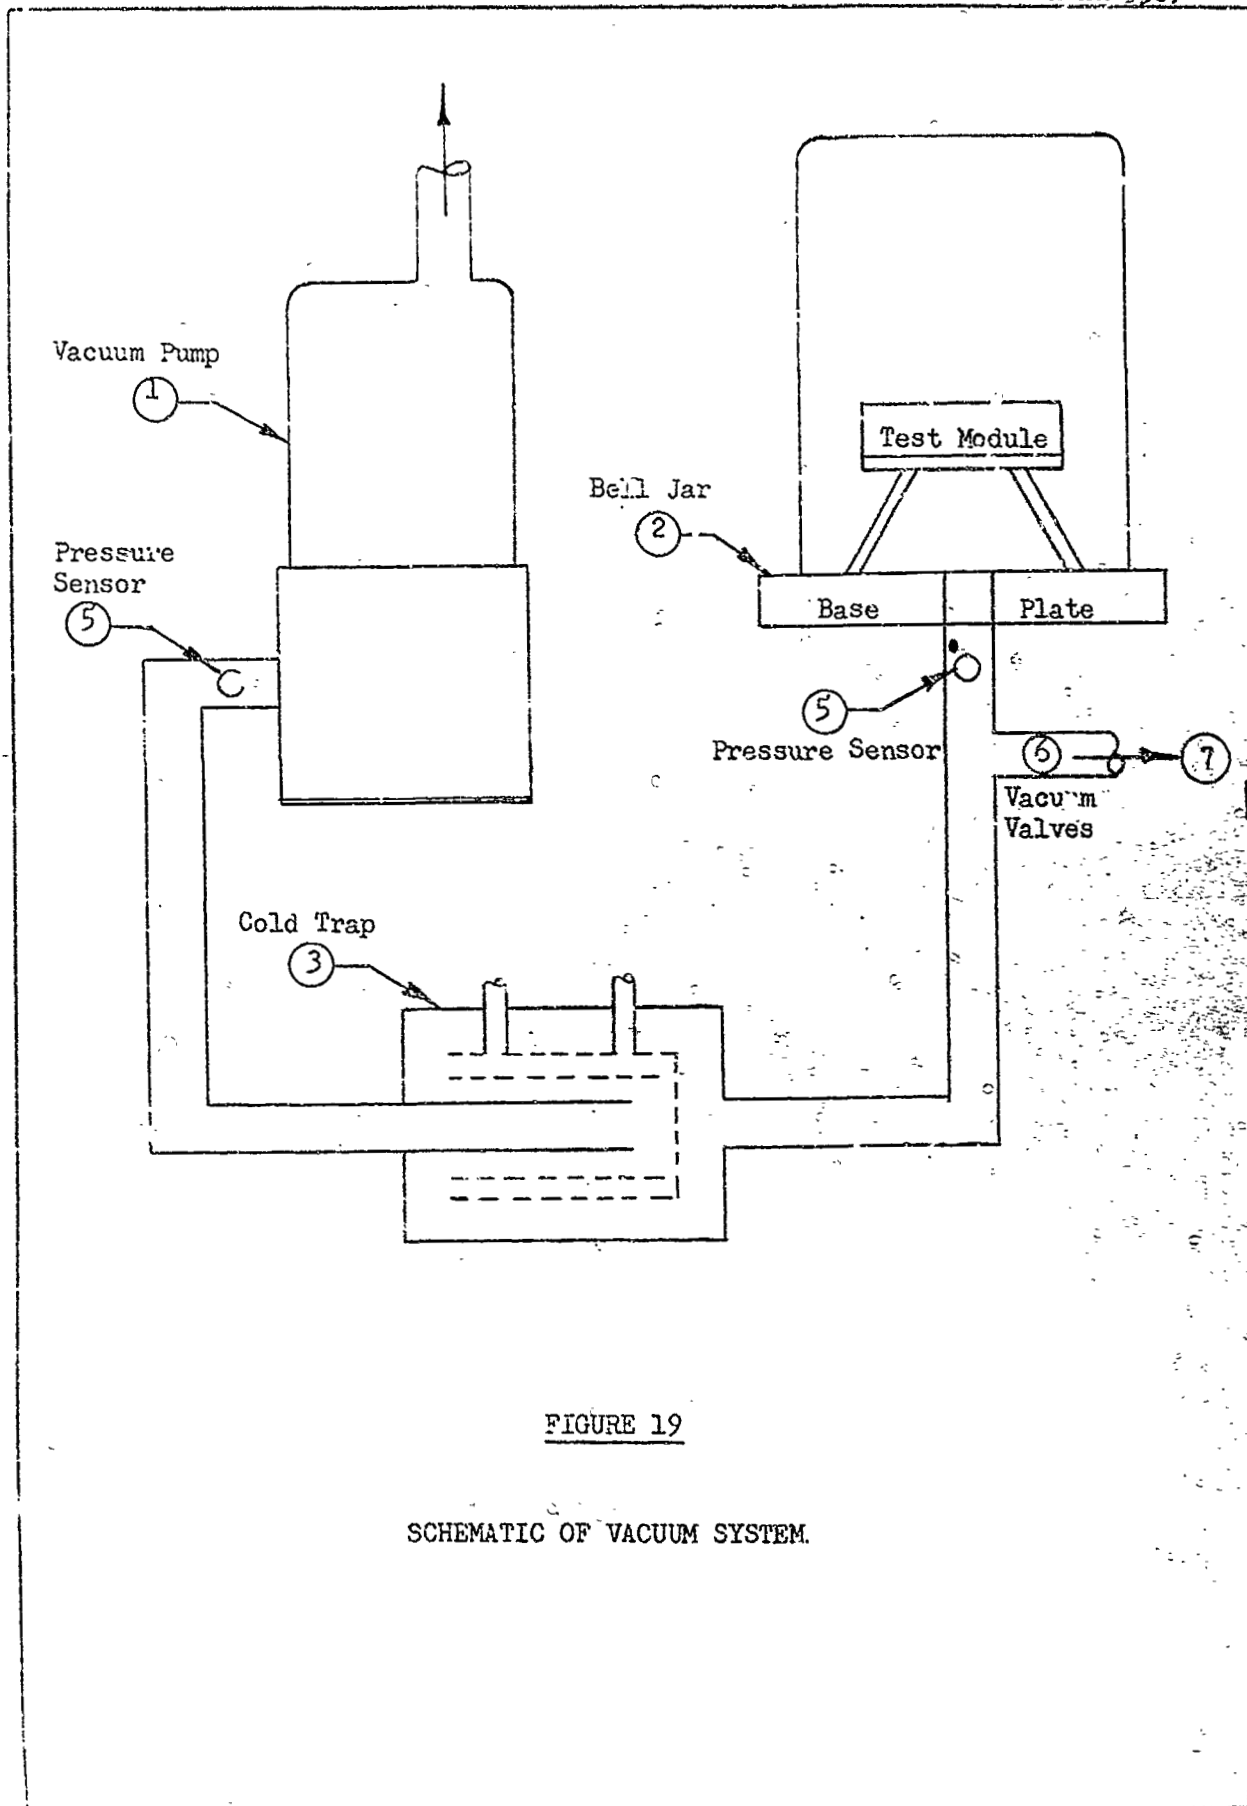 Vacuum Pump
1
Test Module
Bell Jar
2
Pressure
Sensor
5
Base Plate
5
Pressure Sensor
6
7
Vacuum
Valves
Cold Trap
3
FIGURE 19
SCHEMATIC OF VACUUM SYSTEM.